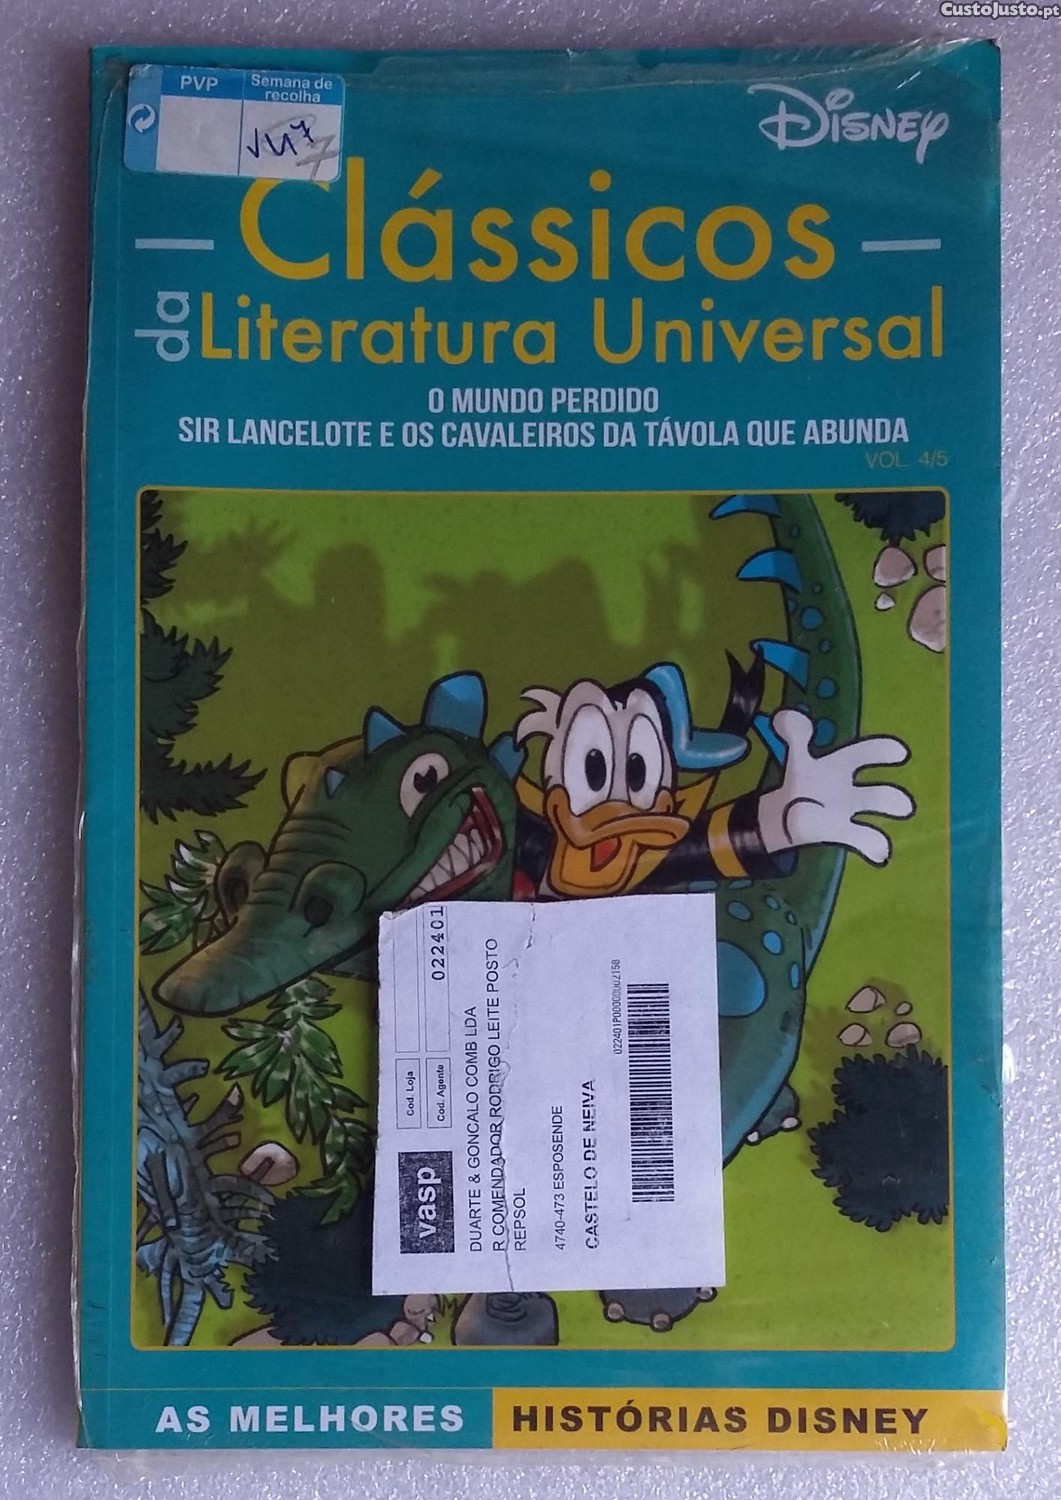 CustoJusto.pt
PVP
Semana de
recolha
Disney
Clássicos
da Literatura Universal
O MUNDO PERDIDO
SIR LANCELOTE E OS CAVALEIROS DA TÁVOLA QUE ABUNDA
VOL. 4/5
vasp
Cod. Loja
Cod. Agente
022401
DUARTE & GONCALO COMB LDA
R COMENDADOR RODRIGO LEITE POSTO
REPSOL
4740-473 ESPOSENDE
CASTELO DE NEIVA
022401P00000002158
AS MELHORES HISTÓRIAS DISNEY